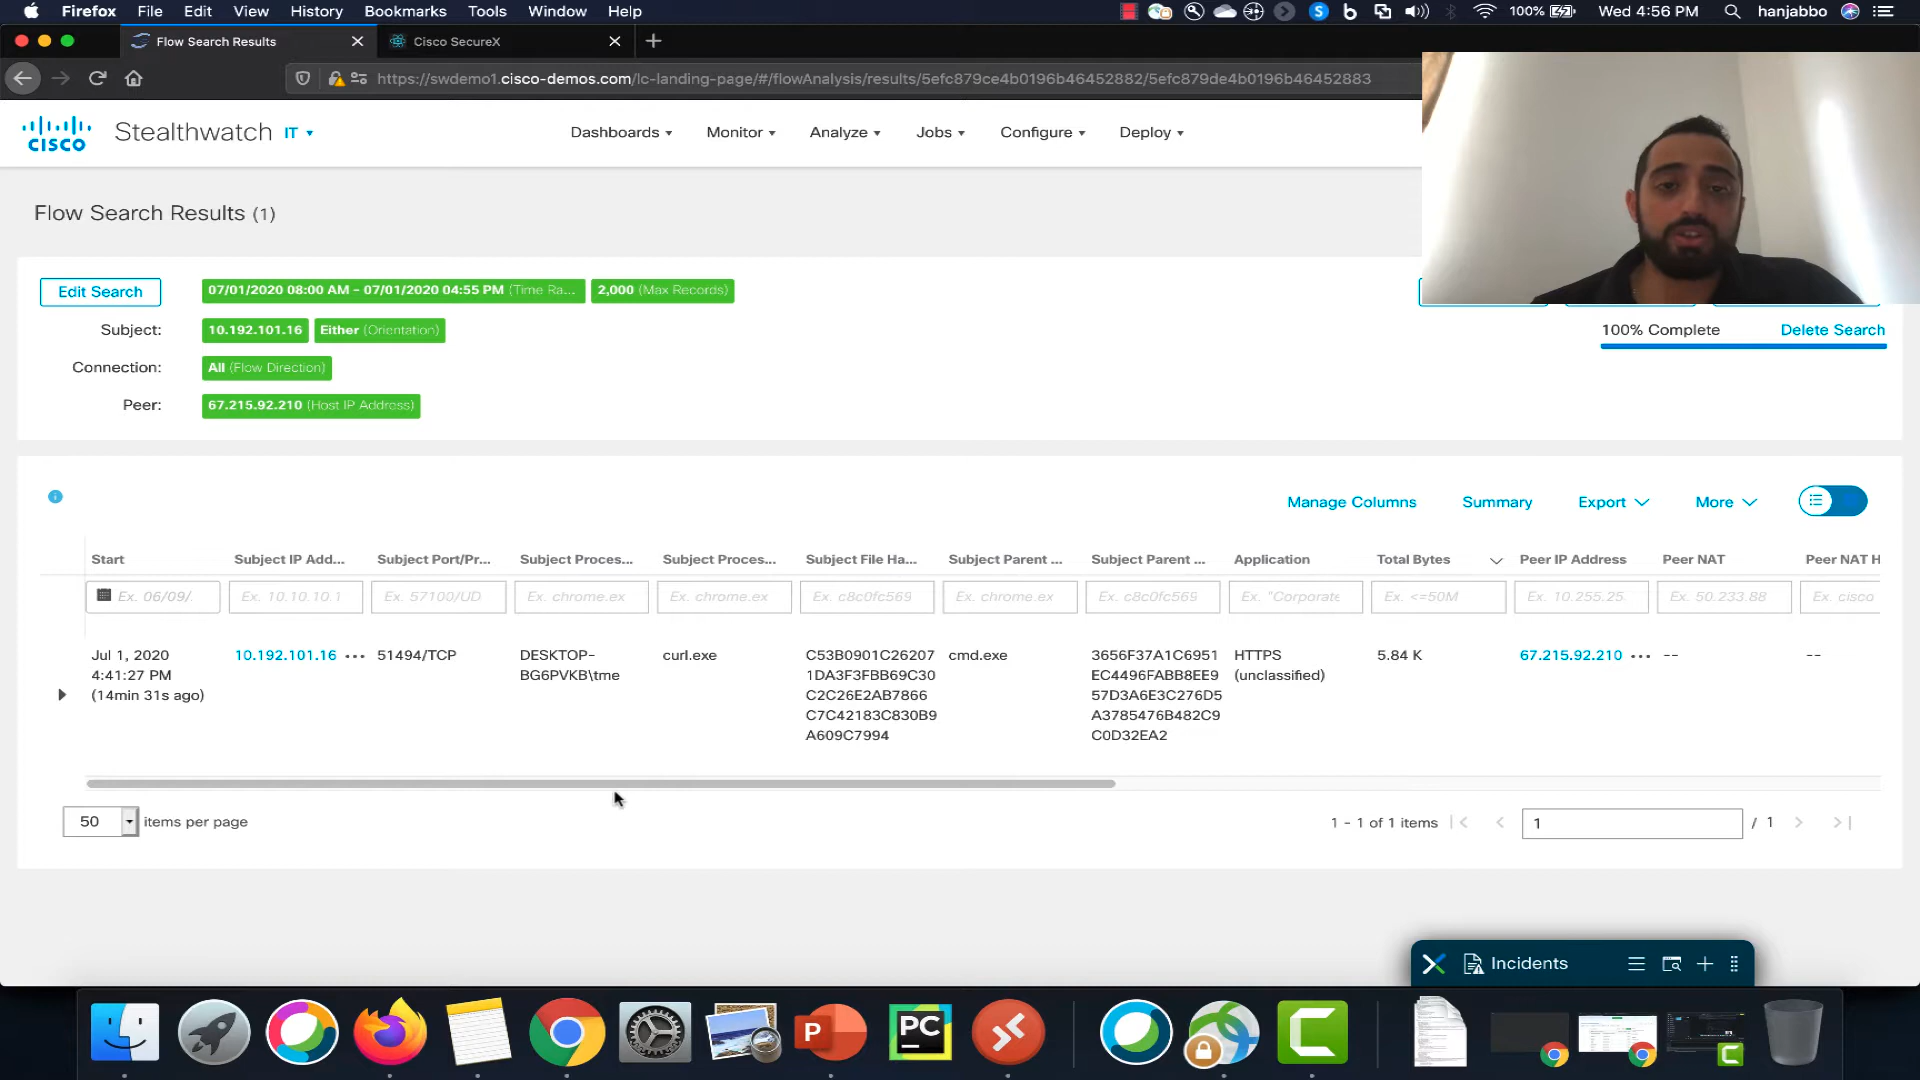 Firefox File Edit View History Bookmarks Tools Window Help 100% Wed 4:56 PM hanjabbo
Flow Search Results Cisco SecureX
https://swdemo1.cisco-demos.com/lc-landing-page/#/flowAnalysis/results/5efc879ce4b0196b46452882/5efc879de4b0196b46452883
CISCO Stealthwatch IT Dashboards Monitor Analyze Jobs Configure Deploy
Flow Search Results (1)
Edit Search 07/01/2020 08:00 AM - 07/01/2020 04:55 PM (Time Ra... 2,000 (Max Records)
Subject: 10.192.101.16 Either (Orientation) 100% Complete Delete Search
Connection: All (Flow Direction)
Peer: 67.215.92.210 (Host IP Address)
Manage Columns Summary Export More
Start Subject IP Add... Subject Port/Pr... Subject Proces... Subject Proces... Subject File Ha... Subject Parent ... Subject Parent ... Application Total Bytes Peer IP Address Peer NAT Peer NAT H
Ex. 06/09/. Ex. 10.10.10.1 Ex. 57100/UD Ex. chrome.ex Ex. chrome.ex Ex. c8c0fc569 Ex. chrome.ex Ex. c8c0fc569 Ex. "Corporate Ex. <=50M Ex. 10.255.25. Ex. 50.233.88 Ex. cisco
Jul 1, 2020 10.192.101.16 ••• 51494/TCP DESKTOP- curl.exe C53B0901C26207 cmd.exe 3656F37A1C6951 HTTPS 5.84 K 67.215.92.210 ••• -- --
4:41:27 PM BG6PVKB\tme 1DA3F3FBB69C30 EC4496FABB8EE9 (unclassified)
(14min 31s ago) C2C26E2AB7866 57D3A6E3C276D5
C7C42183C830B9 A3785476B482C9
A609C7994 C0D32EA2
50 items per page 1 - 1 of 1 items 1 / 1
Incidents
P PC C